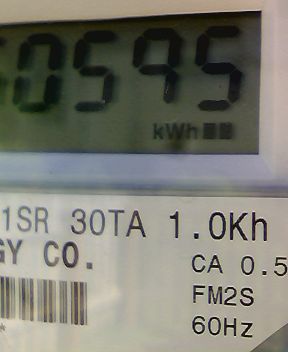 0595
kWh
1SR 30TA 1.0Kh
GY CO.
CA 0.5
FM2S
60Hz